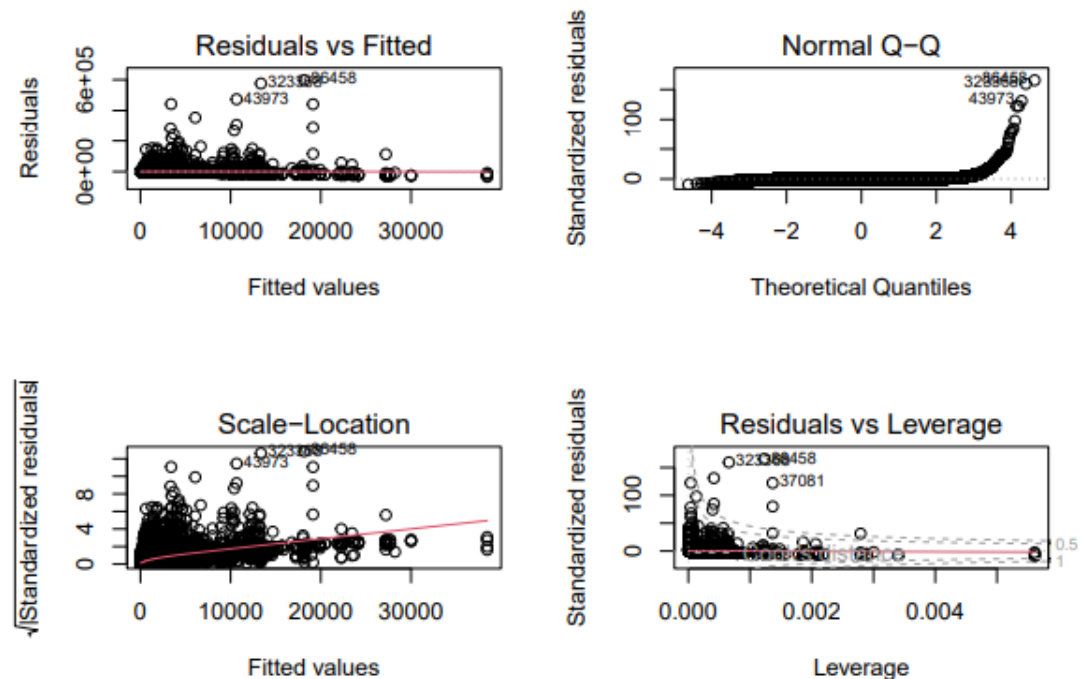 Residuals vs Fitted
Residuals
0e+00 6e+05
86458
43973
0 10000 20000 30000
Fitted values
Normal Q−Q
Standardized residuals
0 100
86458
43973
−4 −2 0 2 4
Theoretical Quantiles
Scale−Location
√|Standardized residuals|
0 4 8
86458
43973
0 10000 20000 30000
Fitted values
Residuals vs Leverage
Standardized residuals
0 100
37081
0.5
1
0.000 0.002 0.004
Leverage